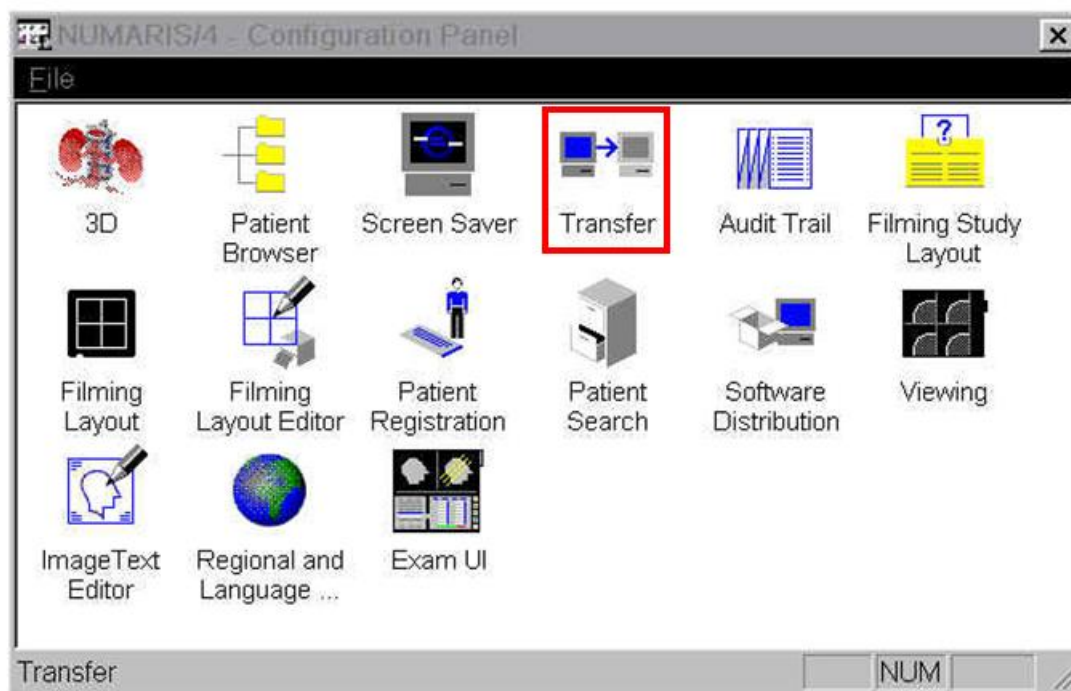 NUMARIS/4 - Configuration Panel
File
3D
Patient
Browser
Screen Saver
Transfer
Audit Trail
?
Filming Study
Layout
Filming
Layout
Filming
Layout Editor
Patient
Registration
Patient
Search
Software
Distribution
Viewing
ImageText
Editor
Regional and
Language ...
Exam UI
Transfer
NUM